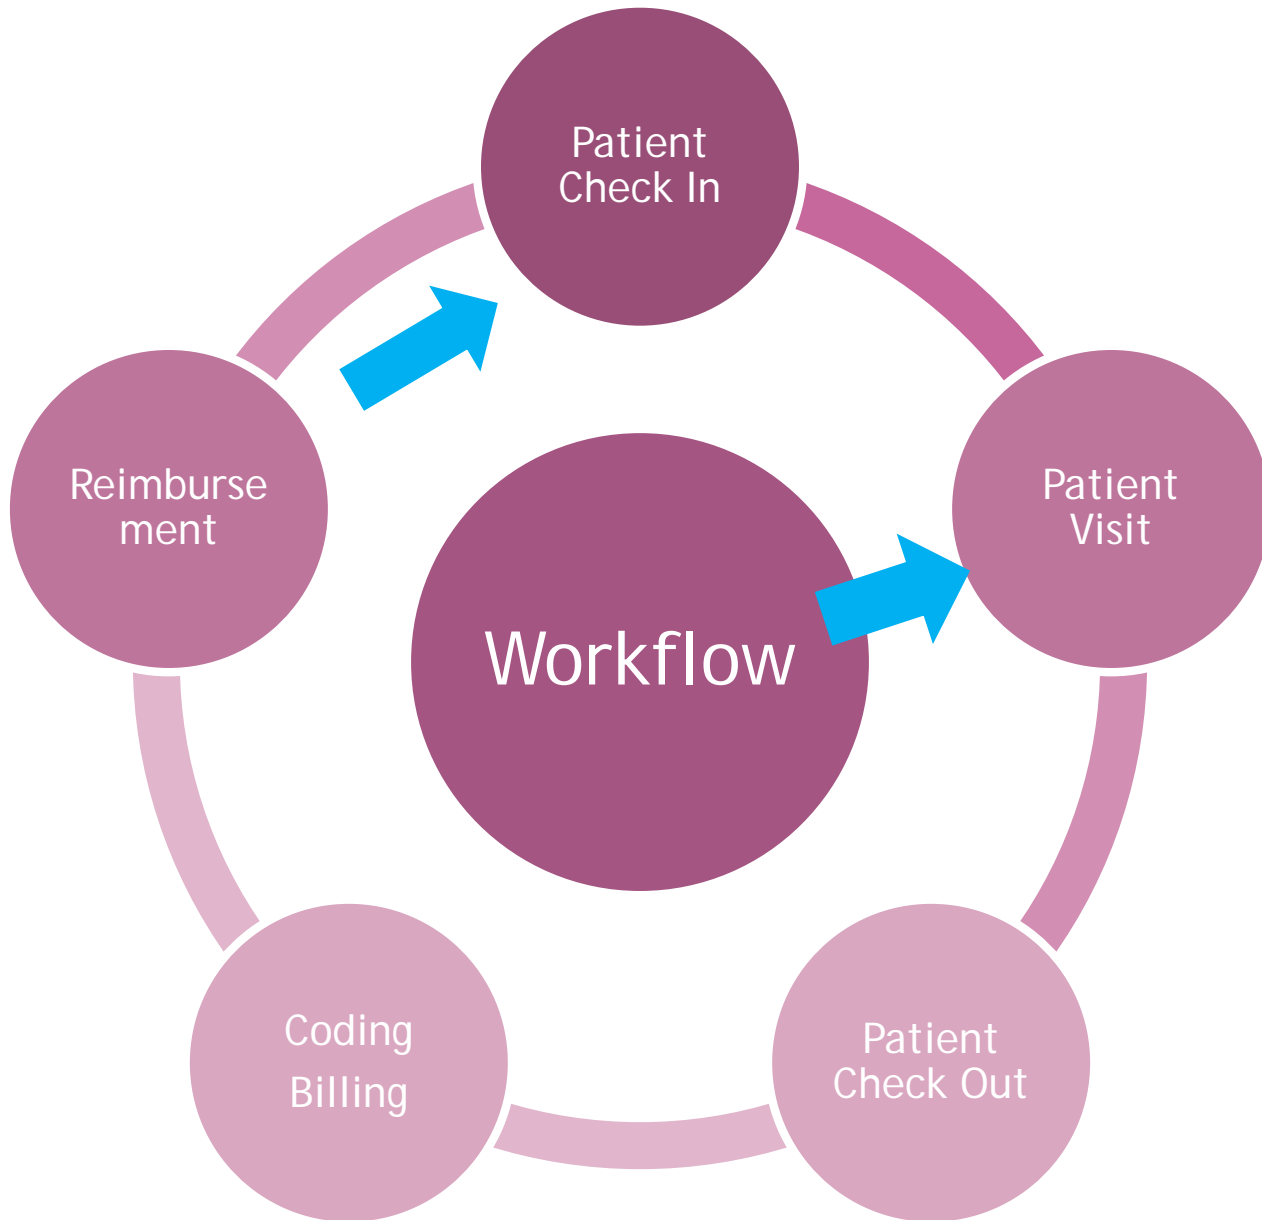 Patient
Check In
Patient
Visit
Patient
Check Out
Coding
Billing
Reimburse
ment
Workflow